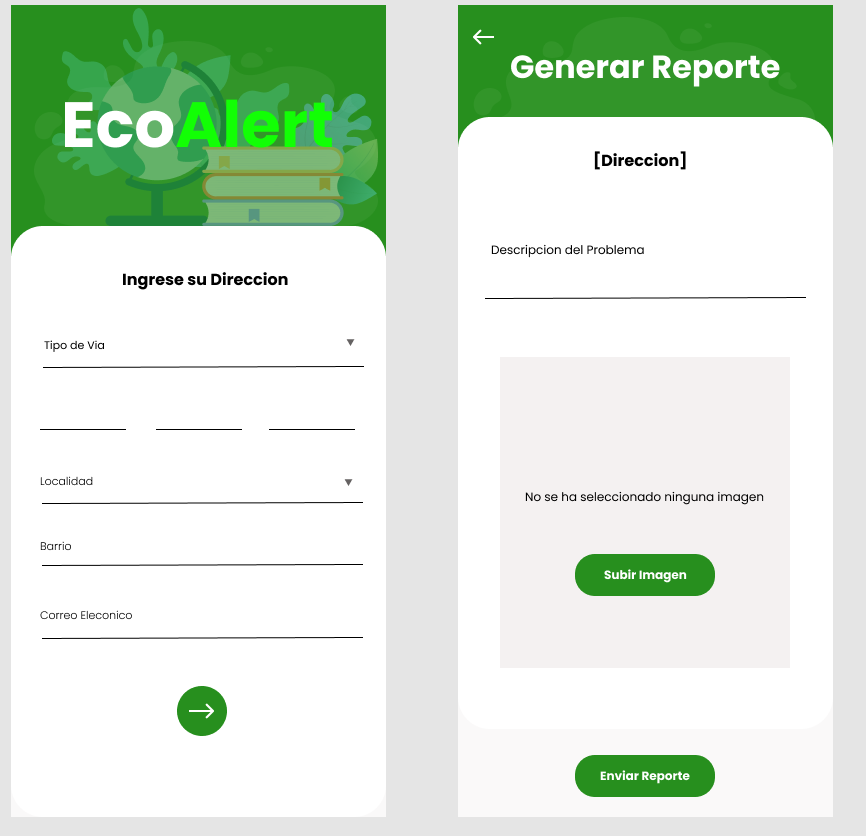 EcoAlert
Ingrese su Direccion
Tipo de Via
Localidad
Barrio
Correo Eleconico
Generar Reporte
[Direccion]
Descripcion del Problema
No se ha seleccionado ninguna imagen
Subir Imagen
Enviar Reporte